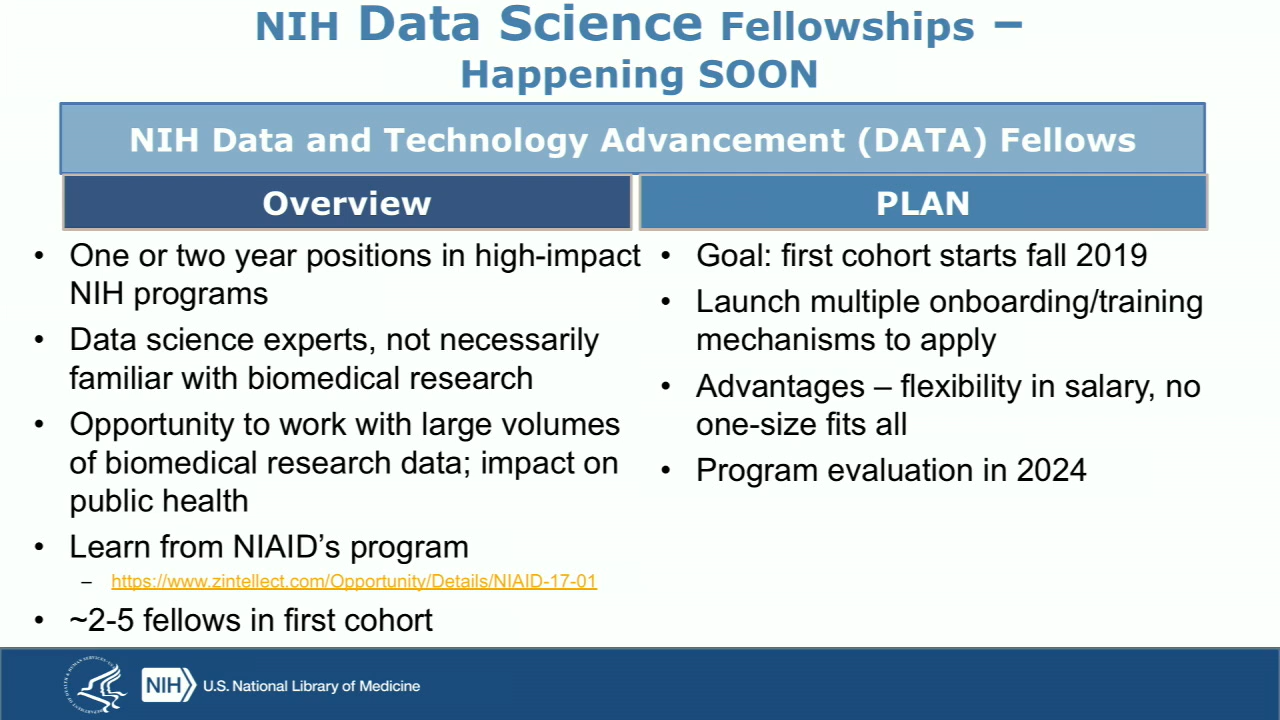 NIH Data Science Fellowships –
Happening SOON
NIH Data and Technology Advancement (DATA) Fellows
Overview
• One or two year positions in high-impact
NIH programs
• Data science experts, not necessarily
familiar with biomedical research
• Opportunity to work with large volumes
of biomedical research data; impact on
public health
• Learn from NIAID’s program
– https://www.zintellect.com/Opportunity/Details/NIAID-17-01
• ~2-5 fellows in first cohort
PLAN
• Goal: first cohort starts fall 2019
• Launch multiple onboarding/training
mechanisms to apply
• Advantages – flexibility in salary, no
one-size fits all
• Program evaluation in 2024
NIH U.S. National Library of Medicine